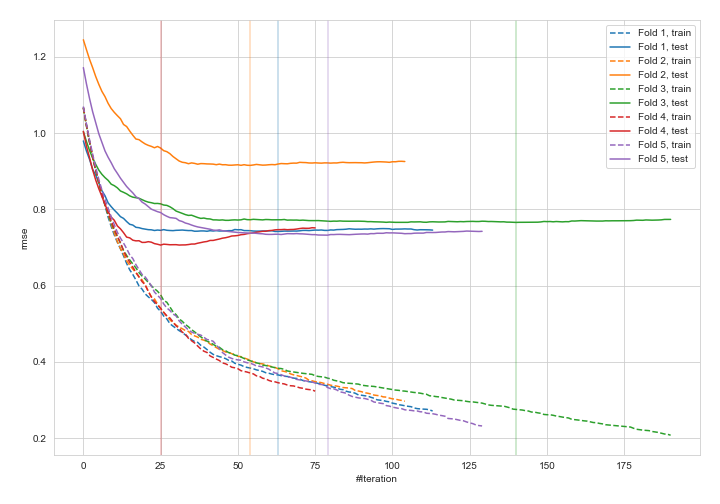 1.2
1.0
0.8
0.6
0.4
0.2
rmse
0 25 50 75 100 125 150 175
#Iteration
Fold 1, train
Fold 1, test
Fold 2, train
Fold 2, test
Fold 3, train
Fold 3, test
Fold 4, train
Fold 4, test
Fold 5, train
Fold 5, test